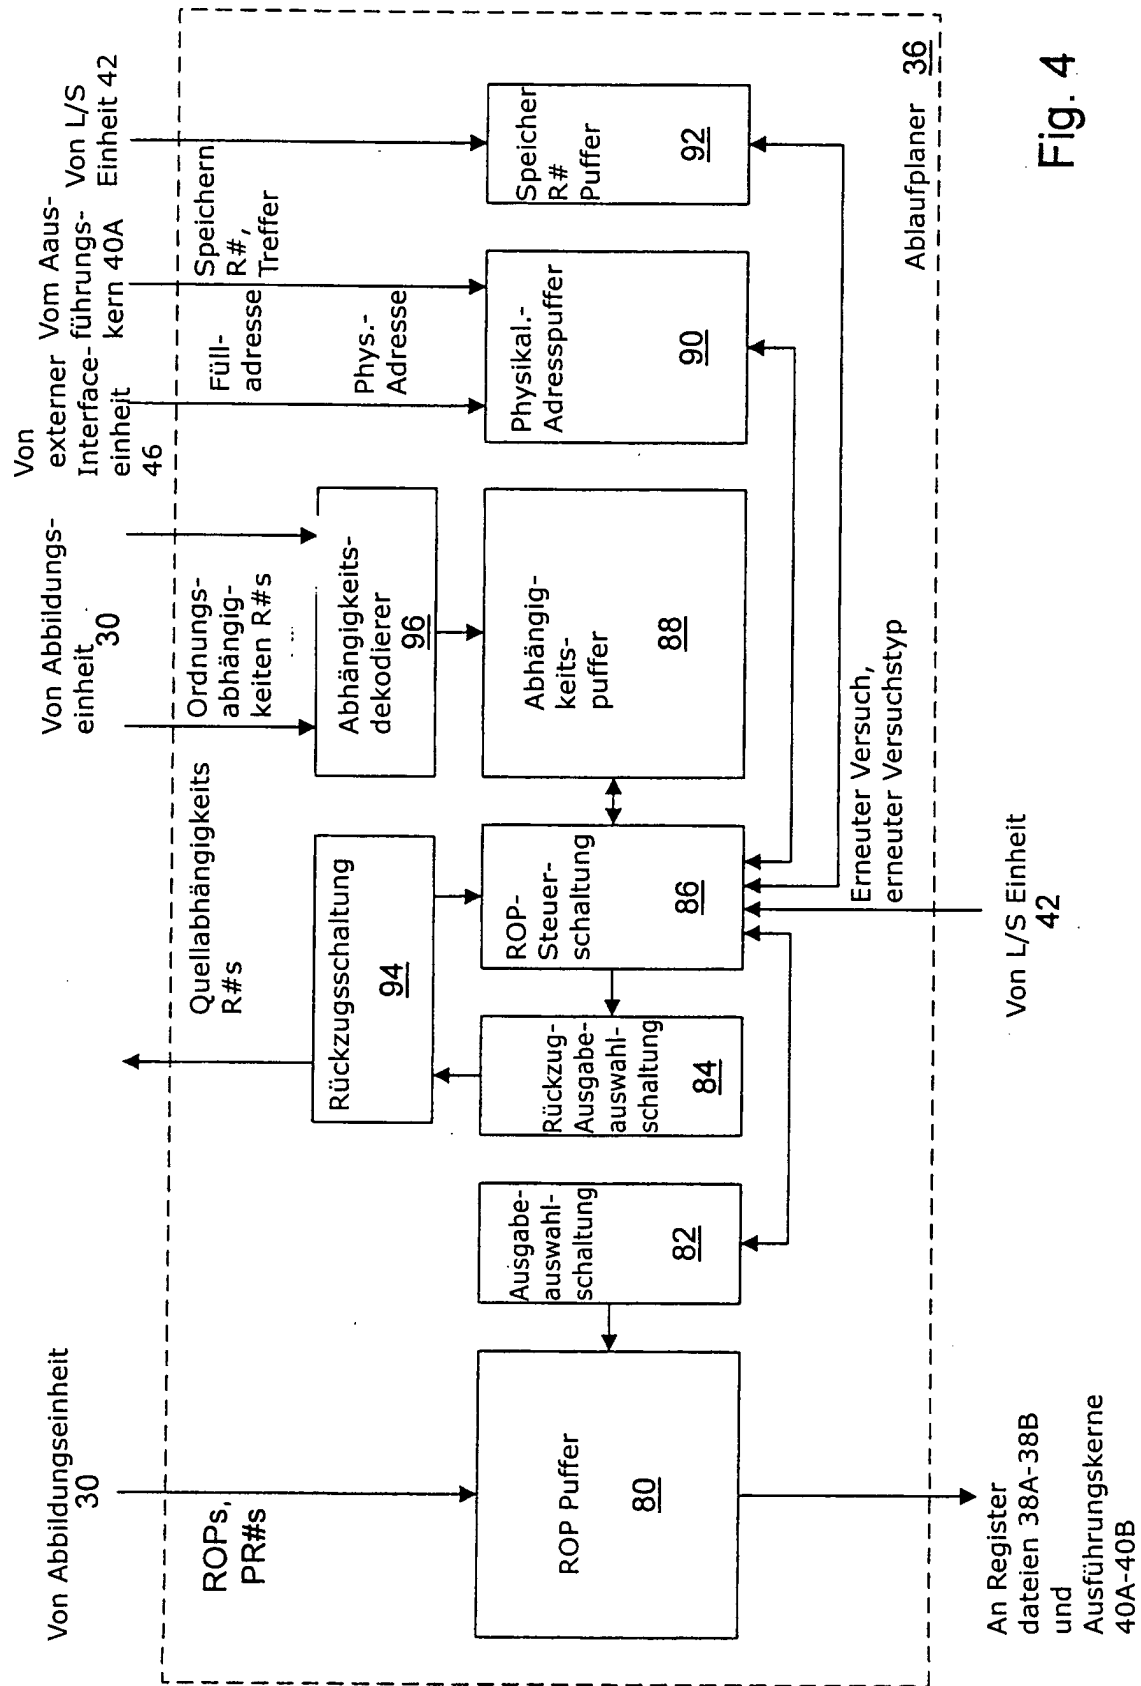 Von Abbildungseinheit
30
ROPs,
PR#s
ROP Puffer
80
An Register
dateien 38A-38B
und
Ausführungskerne
40A-40B
Ausgabe-
auswahl-
schaltung
82
Rückzug-
Ausgabe-
auswahl-
schaltung
84
Rückzugsschaltung
94
Quellabhängigkeits
R#s
ROP-
Steuer-
schaltung
86
Von L/S Einheit
42
Erneuter Versuch,
erneuter Versuchstyp
Von Abbildungs-
einheit 30
Ordnungs-
abhängig-
keiten R#s
Abhängigkeits-
dekodierer
96
Abhängig-
keits-
puffer
88
Von
externer
Interface-
einheit
46
Füll-
adresse
Phys.-
Adresse
Vom Aaus-
führungs-
kern 40A
Physikal.-
Adresspuffer
90
Von L/S
Einheit 42
Speichern
R#,
Treffer
Speicher
R#
Puffer
92
Ablaufplaner 36
Fig. 4